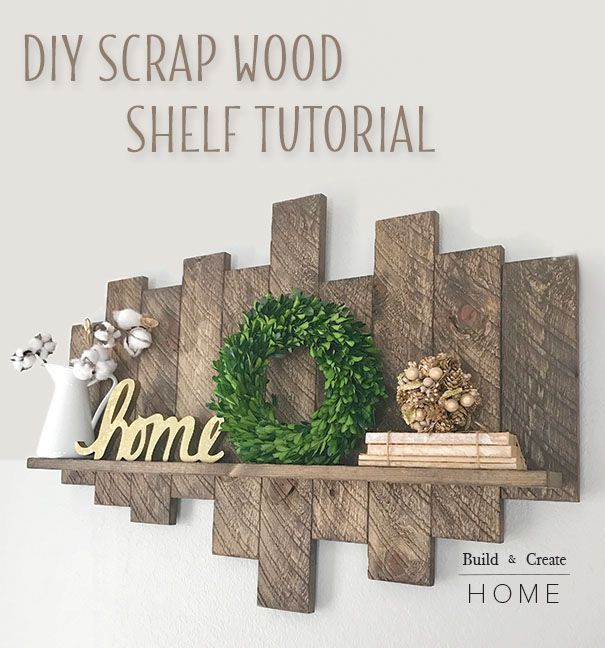 DIY SCRAP WOOD
SHELF TUTORIAL
home
Build & Create
HOME